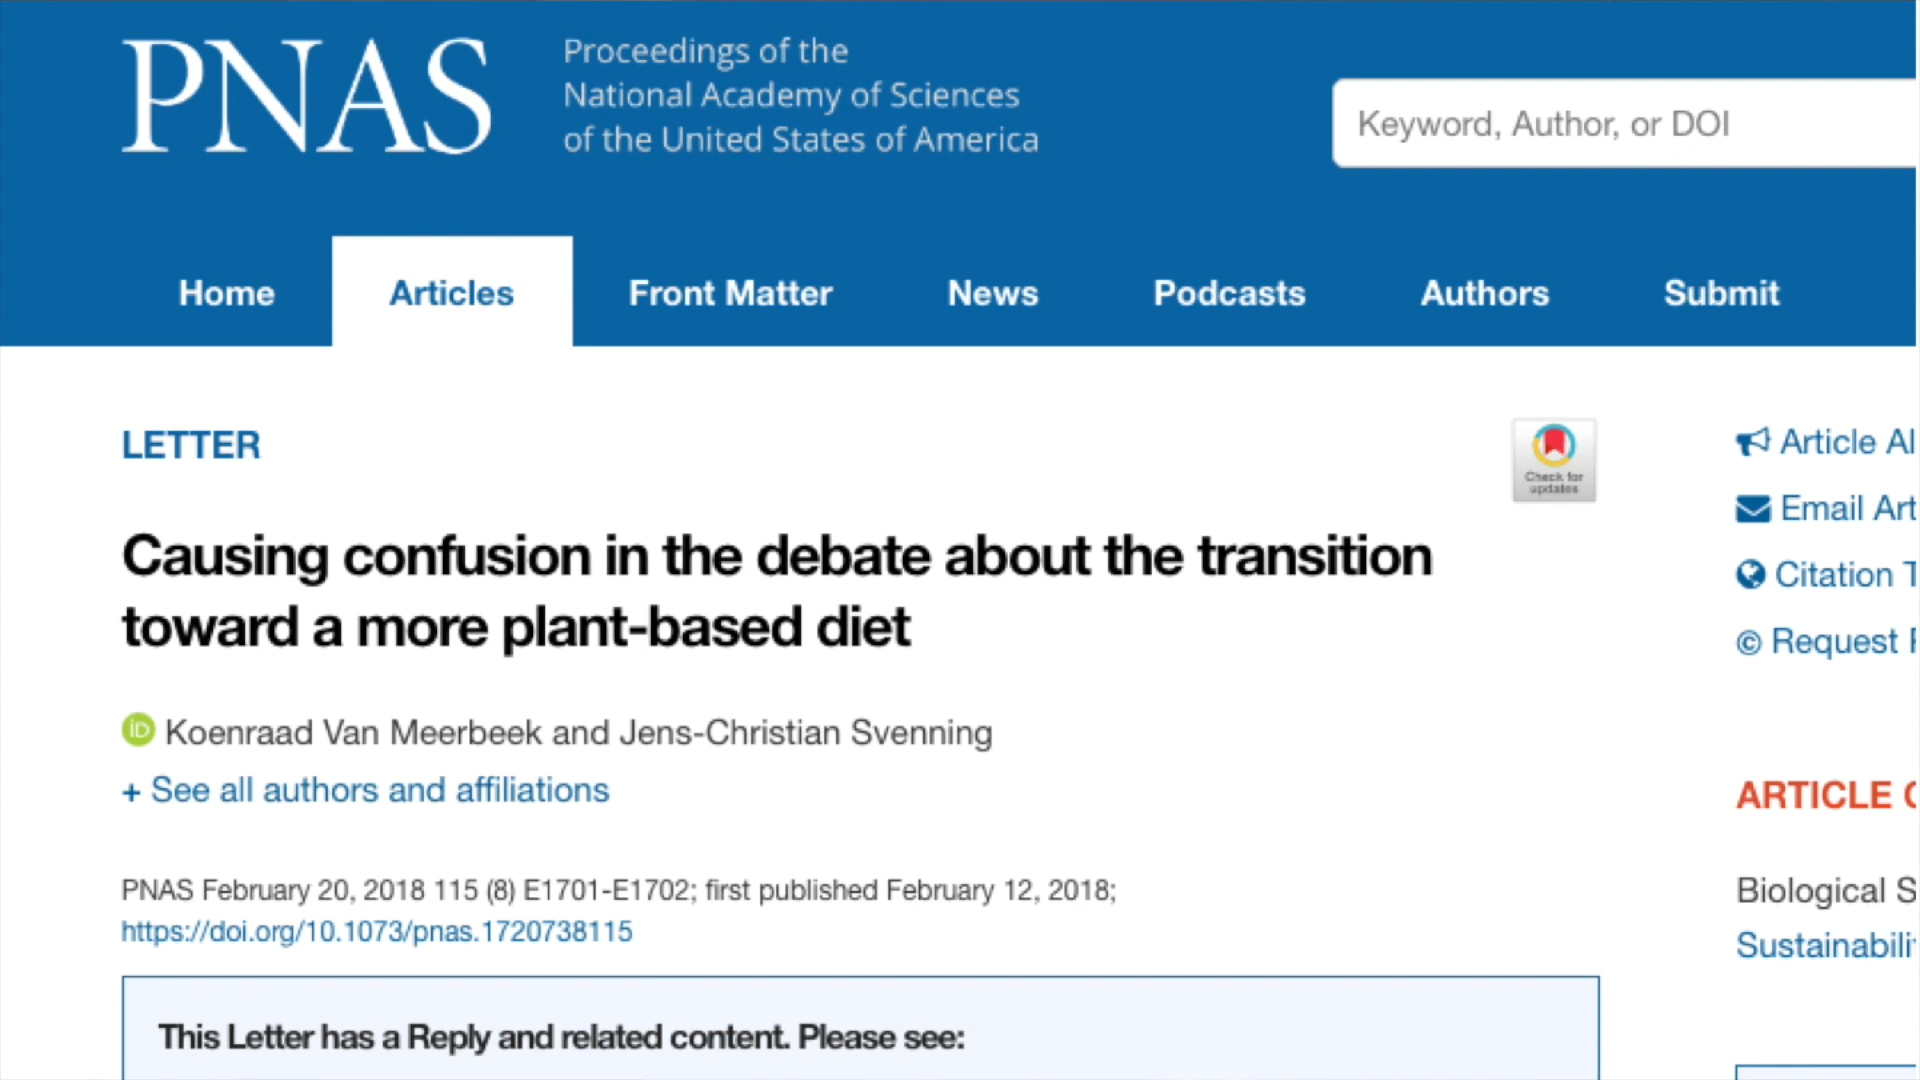 PNAS
Proceedings of the
National Academy of Sciences
of the United States of America
Keyword, Author, or DOI
Home
Articles
Front Matter
News
Podcasts
Authors
Submit
LETTER
Check for
updates
Causing confusion in the debate about the transition
toward a more plant-based diet
iD Koenraad Van Meerbeek and Jens-Christian Svenning
+ See all authors and affiliations
PNAS February 20, 2018 115 (8) E1701-E1702; first published February 12, 2018;
https://doi.org/10.1073/pnas.1720738115
This Letter has a Reply and related content. Please see:
Article Al
Email Art
Citation T
© Request
ARTICLE
Biological S
Sustainabili